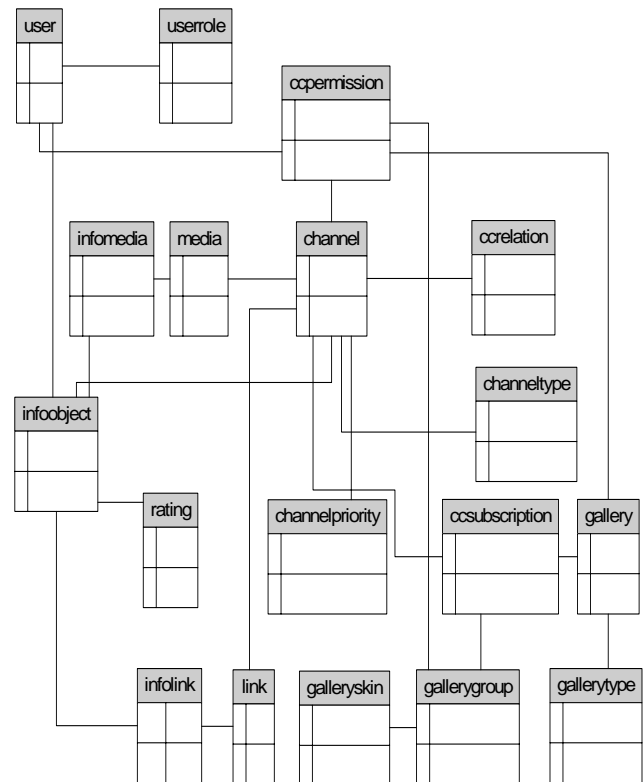 user
userrole
ccpermission
infomedia
media
channel
ccrelation
channeltype
infoobject
rating
channelpriority
ccsubscription
gallery
infolink
link
galleryskin
gallerygroup
gallerytype